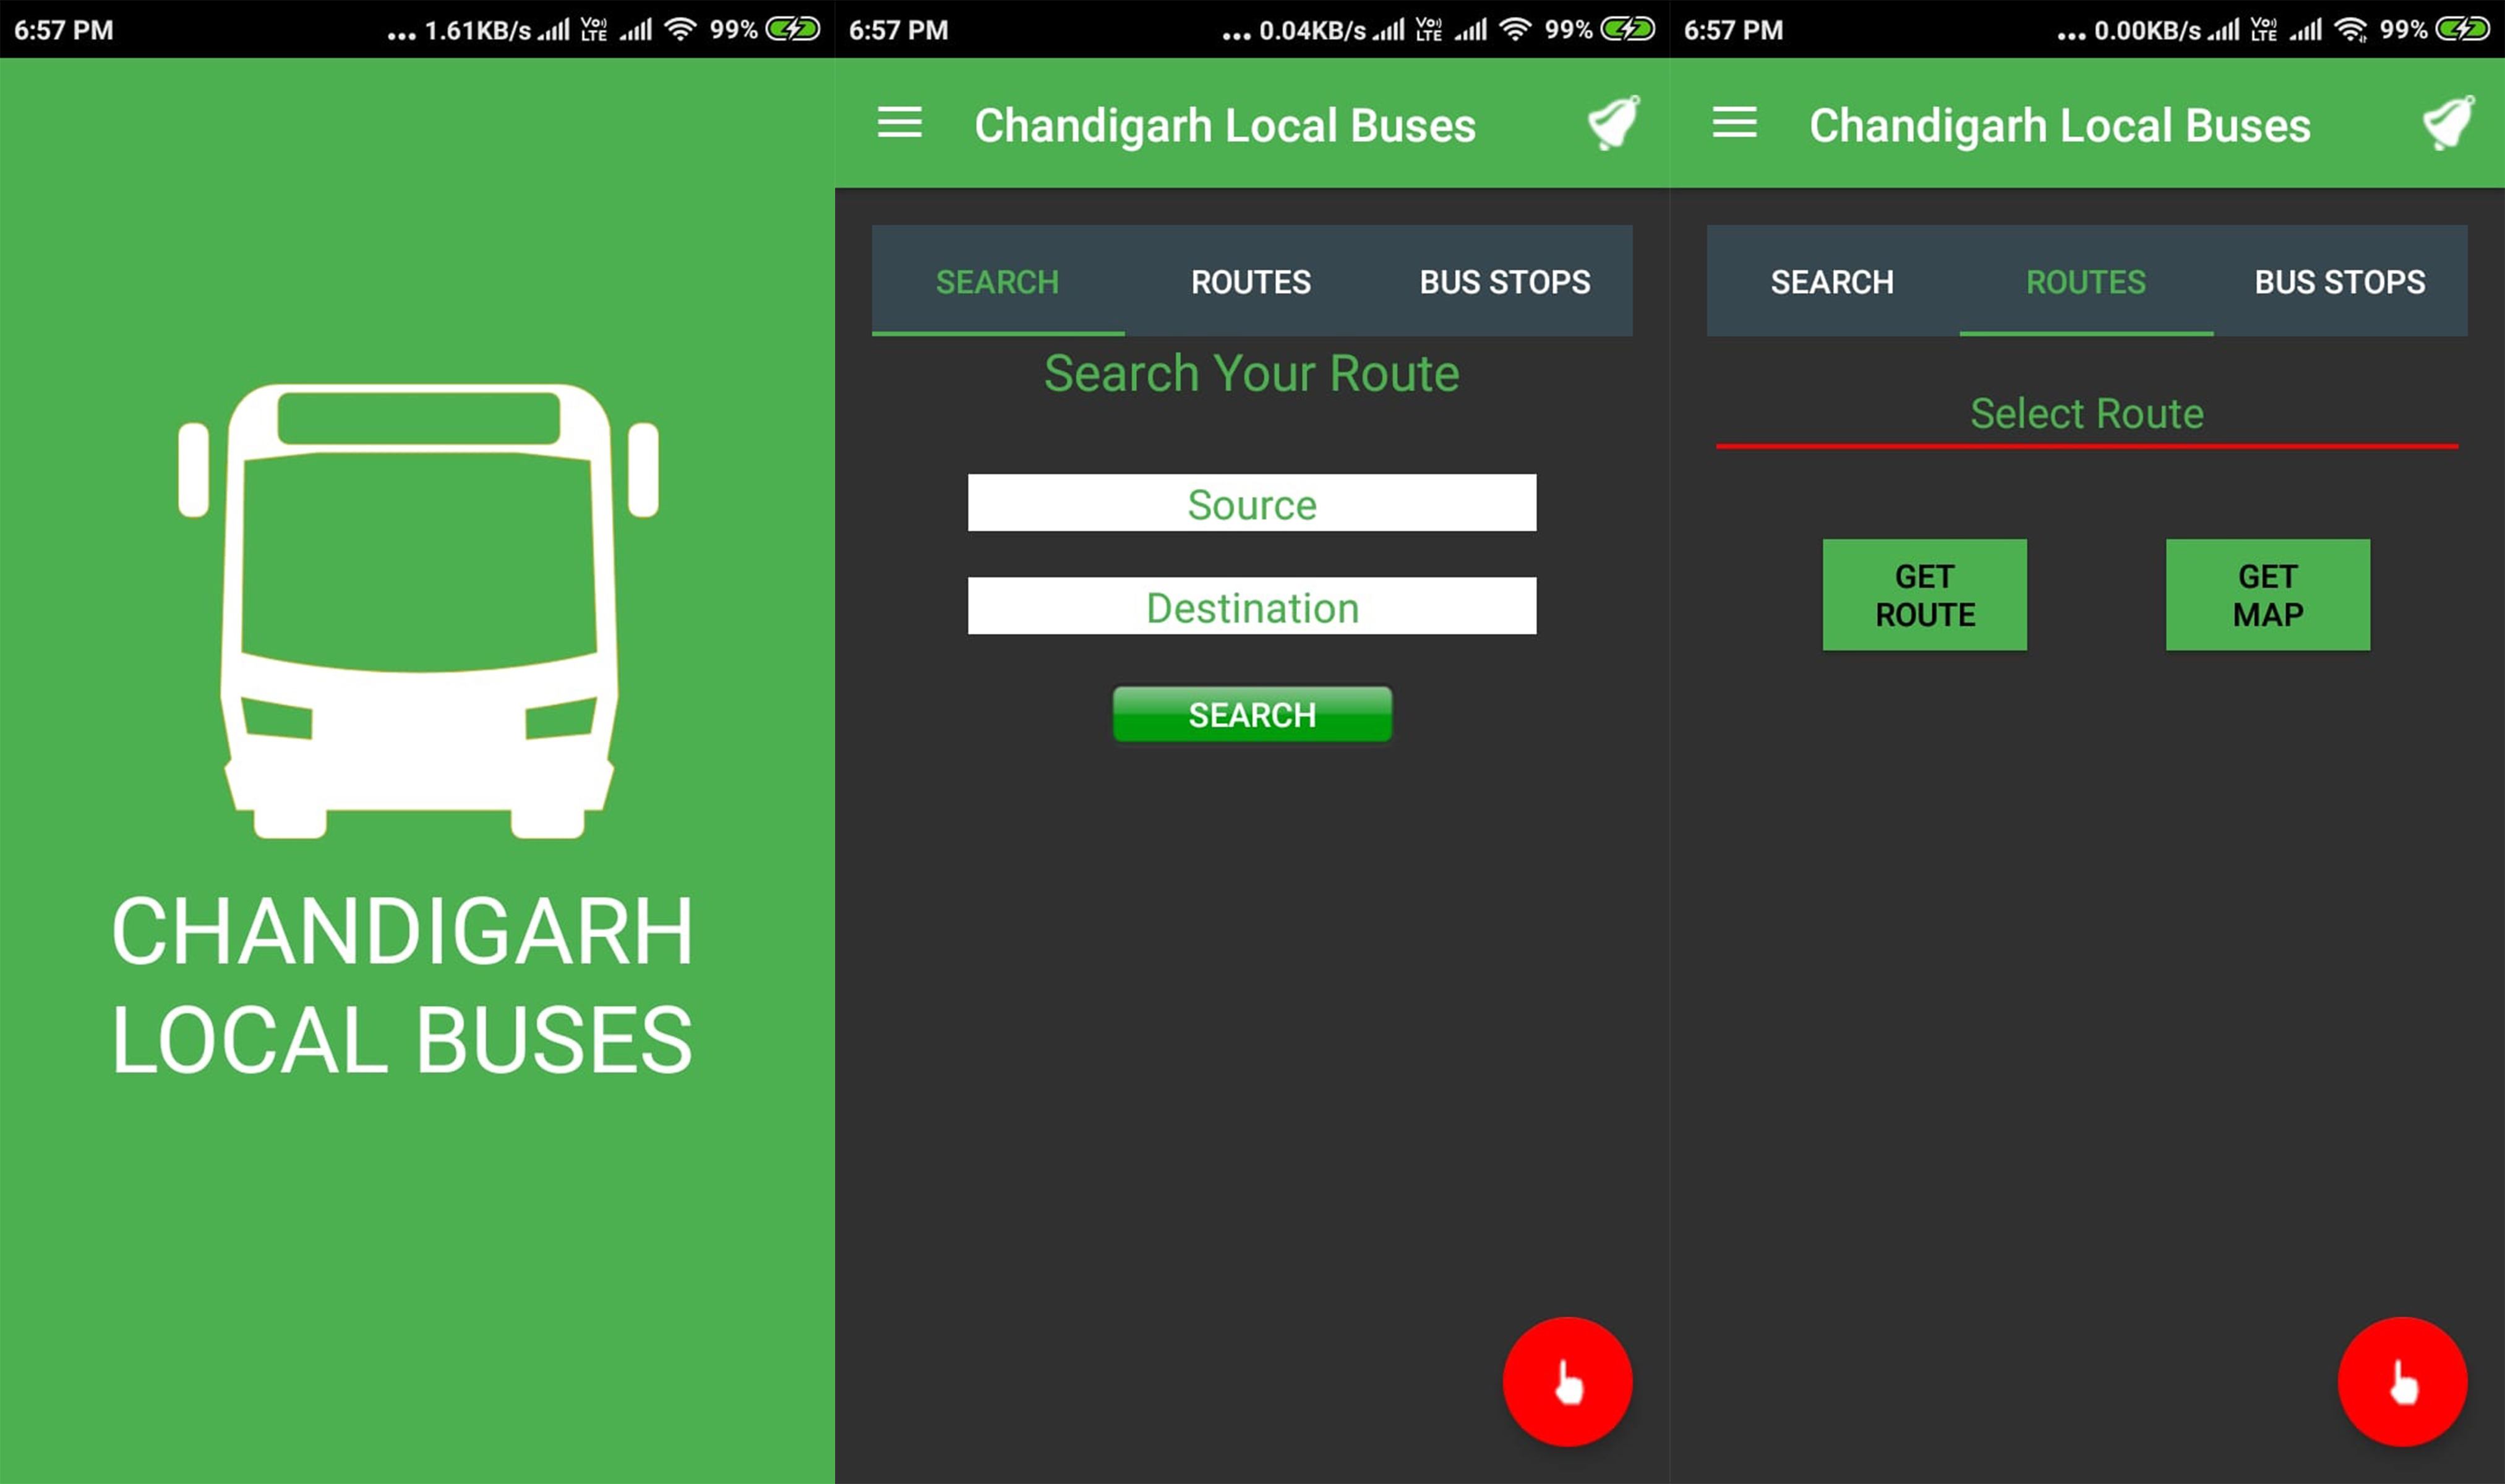 6:57 PM ... 1.61KB/s Vo) LTE 99%
CHANDIGARH
LOCAL BUSES
6:57 PM ... 0.04KB/s Vo) LTE 99%
Chandigarh Local Buses
SEARCH ROUTES BUS STOPS
Search Your Route
Source
Destination
SEARCH
6:57 PM ... 0.00KB/s Vo) LTE 99%
Chandigarh Local Buses
SEARCH ROUTES BUS STOPS
Select Route
GET ROUTE
GET MAP